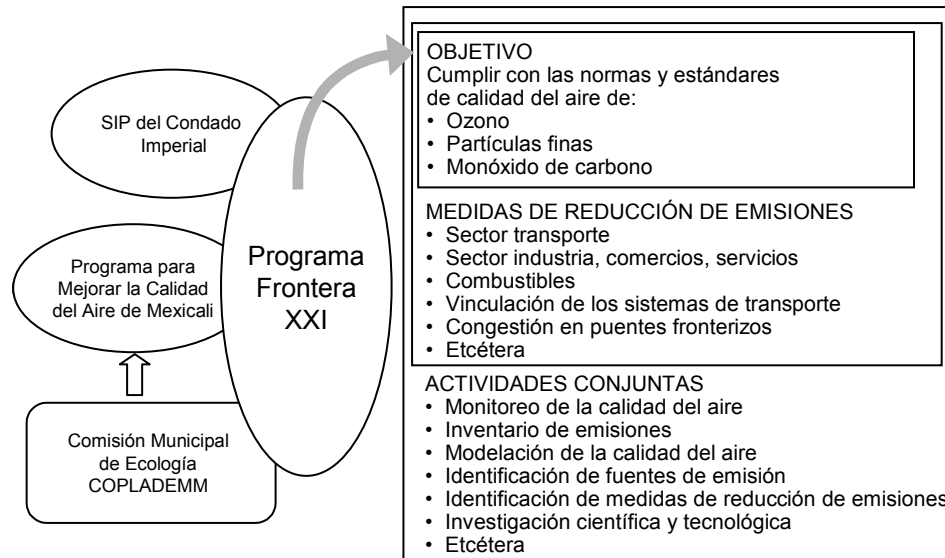 SIP del Condado
Imperial
Programa para
Mejorar la Calidad
del Aire de Mexicali
Comisión Municipal
de Ecología
COPLADEMM
Programa
Frontera
XXI
OBJETIVO
Cumplir con las normas y estándares
de calidad del aire de:
• Ozono
• Partículas finas
• Monóxido de carbono
MEDIDAS DE REDUCCIÓN DE EMISIONES
• Sector transporte
• Sector industria, comercios, servicios
• Combustibles
• Vinculación de los sistemas de transporte
• Congestión en puentes fronterizos
• Etcétera
ACTIVIDADES CONJUNTAS
• Monitoreo de la calidad del aire
• Inventario de emisiones
• Modelación de la calidad del aire
• Identificación de fuentes de emisión
• Identificación de medidas de reducción de emisiones
• Investigación científica y tecnológica
• Etcétera